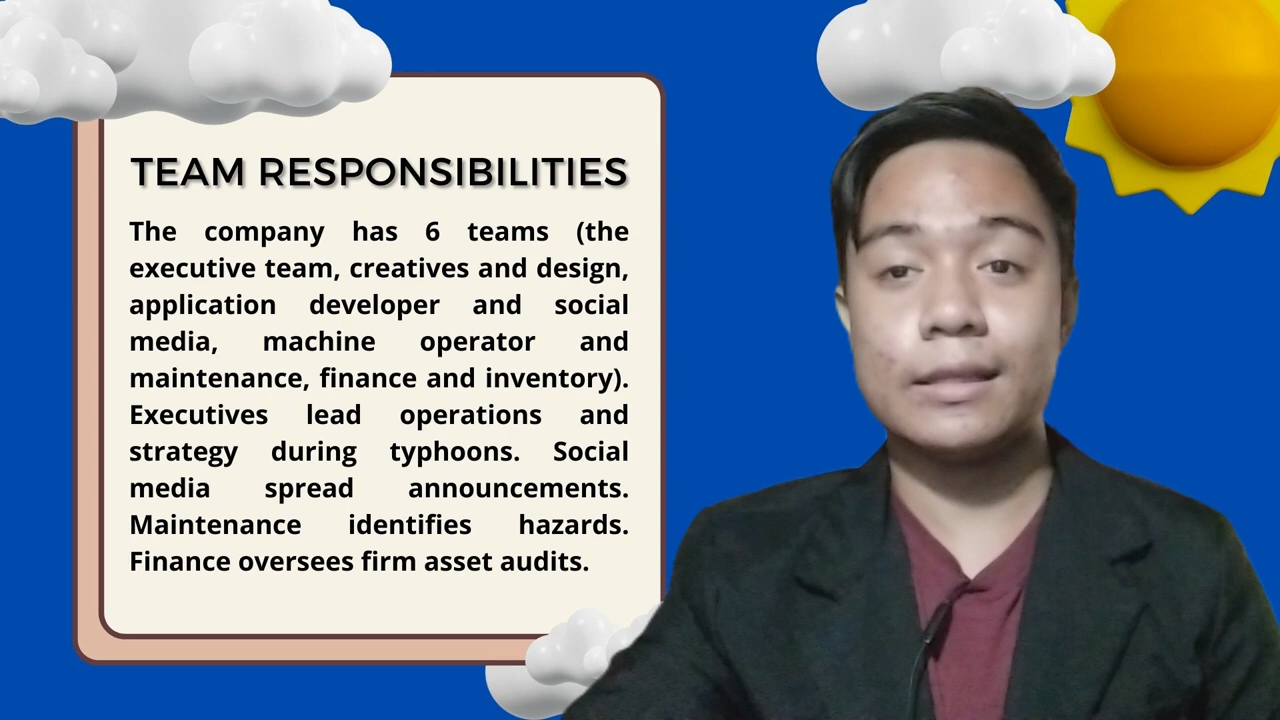 TEAM RESPONSIBILITIES
The company has 6 teams (the
executive team, creatives and design,
application developer and social
media, machine operator and
maintenance, finance and inventory).
Executives lead operations and
strategy during typhoons. Social
media spread announcements.
Maintenance identifies hazards.
Finance oversees firm asset audits.